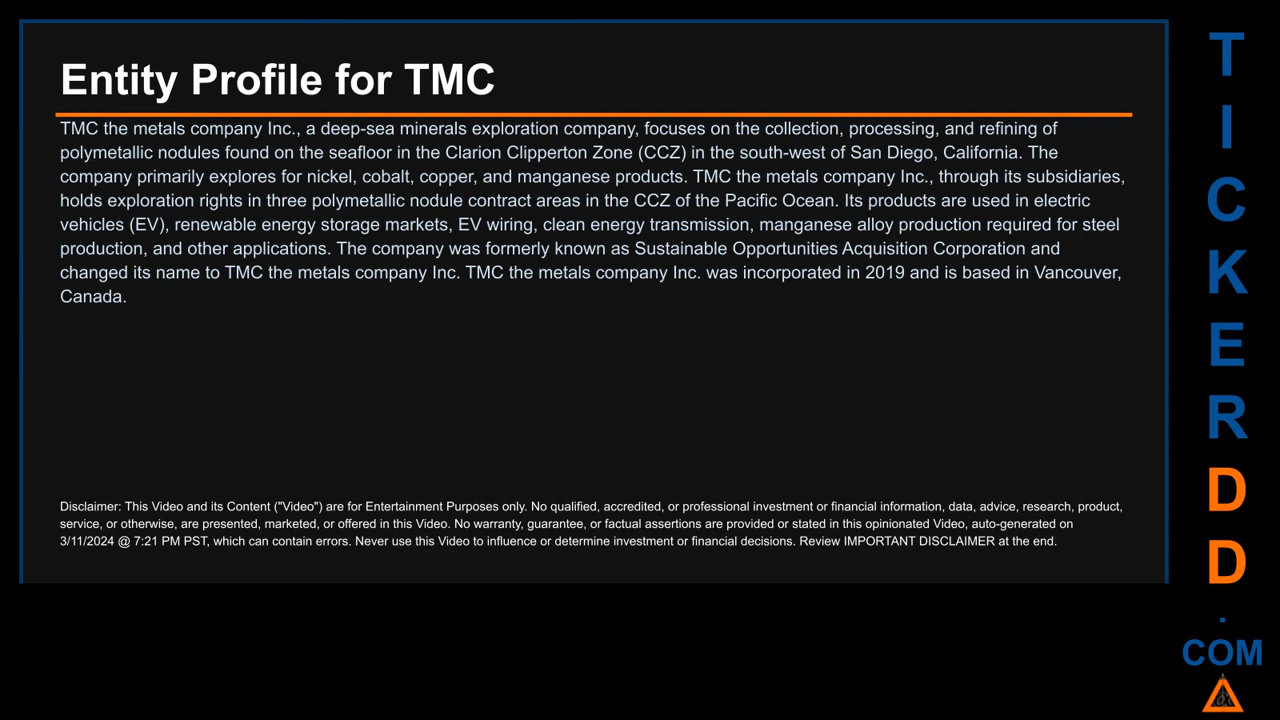 Entity Profile for TMC
TMC the metals company Inc., a deep-sea minerals exploration company, focuses on the collection, processing, and refining of
polymetallic nodules found on the seafloor in the Clarion Clipperton Zone (CCZ) in the south-west of San Diego, California. The
company primarily explores for nickel, cobalt, copper, and manganese products. TMC the metals company Inc., through its subsidiaries,
holds exploration rights in three polymetallic nodule contract areas in the CCZ of the Pacific Ocean. Its products are used in electric
vehicles (EV), renewable energy storage markets, EV wiring, clean energy transmission, manganese alloy production required for steel
production, and other applications. The company was formerly known as Sustainable Opportunities Acquisition Corporation and
changed its name to TMC the metals company Inc. TMC the metals company Inc. was incorporated in 2019 and is based in Vancouver,
Canada.
Disclaimer: This Video and its Content ("Video") are for Entertainment Purposes only. No qualified, accredited, or professional investment or financial information, data, advice, research, product,
service, or otherwise, are presented, marketed, or offered in this Video. No warranty, guarantee, or factual assertions are provided or stated in this opinionated Video, auto-generated on
3/11/2024 @ 7:21 PM PST, which can contain errors. Never use this Video to influence or determine investment or financial decisions. Review IMPORTANT DISCLAIMER at the end.
T
I
C
K
E
R
D
D
.
COM